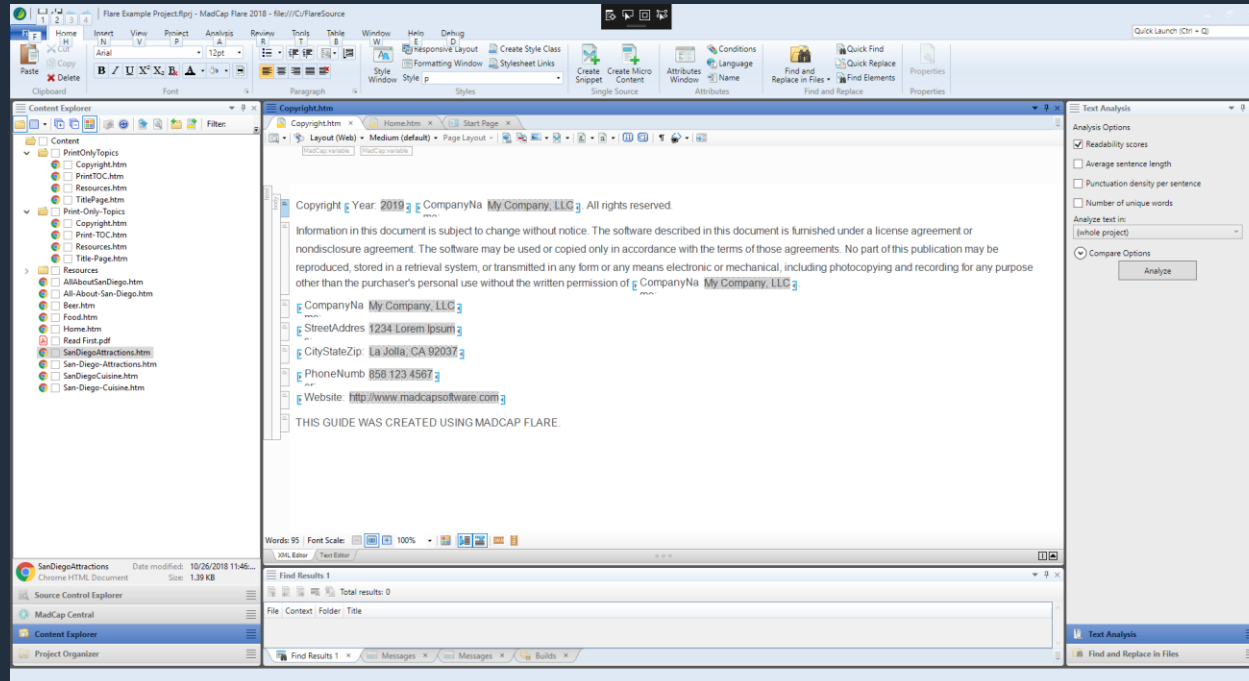 Flare Example Project.flprj - MadCap Flare 2018 - file:///C:/FlareSource
1 2 3 4
Quick Launch (Ctrl + Q)
Home Insert View Project Analysis Review Tools Table Window Help Debug
F H N V P A R T B W E D
Cut
Copy
Paste
Delete
Clipboard
Arial 12pt
B I U X² X₂
Font
Paragraph
Style Window
Responsive Layout
Create Style Class
Formatting Window
Stylesheet Links
Style p
Styles
Create Snippet
Create Micro Content
Single Source
Attributes Window
Conditions
Language
Name
Attributes
Find and Replace in Files
Quick Find
Quick Replace
Find Elements
Find and Replace
Properties
Properties
Content Explorer
Filter:
Content
PrintOnlyTopics
Copyright.htm
PrintTOC.htm
Resources.htm
TitlePage.htm
Print-Only-Topics
Copyright.htm
Print-TOC.htm
Resources.htm
Title-Page.htm
Resources
AllAboutSanDiego.htm
All-About-San-Diego.htm
Beer.htm
Food.htm
Home.htm
Read First.pdf
SanDiegoAttractions.htm
San-Diego-Attractions.htm
SanDiegoCuisine.htm
San-Diego-Cuisine.htm
SanDiegoAttractions Date modified: 10/26/2018 11:46:...
Chrome HTML Document Size: 1.39 KB
Source Control Explorer
MadCap Central
Content Explorer
Project Organizer
Copyright.htm
Copyright.htm Home.htm Start Page
Layout (Web) Medium (default) Page Layout
MadCap:variable MadCap:variable
html
body
Copyright Year: 2019 CompanyNa My Company, LLC . All rights reserved.
Information in this document is subject to change without notice. The software described in this document is furnished under a license agreement or
nondisclosure agreement. The software may be used or copied only in accordance with the terms of those agreements. No part of this publication may be
reproduced, stored in a retrieval system, or transmitted in any form or any means electronic or mechanical, including photocopying and recording for any purpose
other than the purchaser's personal use without the written permission of CompanyNa My Company, LLC .
CompanyNa My Company, LLC
StreetAddres 1234 Lorem Ipsum
CityStateZip: La Jolla, CA 92037
PhoneNumb 858 123 4567
Website: http://www.madcapsoftware.com
THIS GUIDE WAS CREATED USING MADCAP FLARE.
Words: 95 Font Scale: 100%
XML Editor Text Editor
Find Results 1
Total results: 0
File Context Folder Title
Find Results 1 Messages Messages Builds
Text Analysis
Analysis Options
Readability scores
Average sentence length
Punctuation density per sentence
Number of unique words
Analyze text in:
(whole project)
Compare Options
Analyze
Text Analysis
Find and Replace in Files